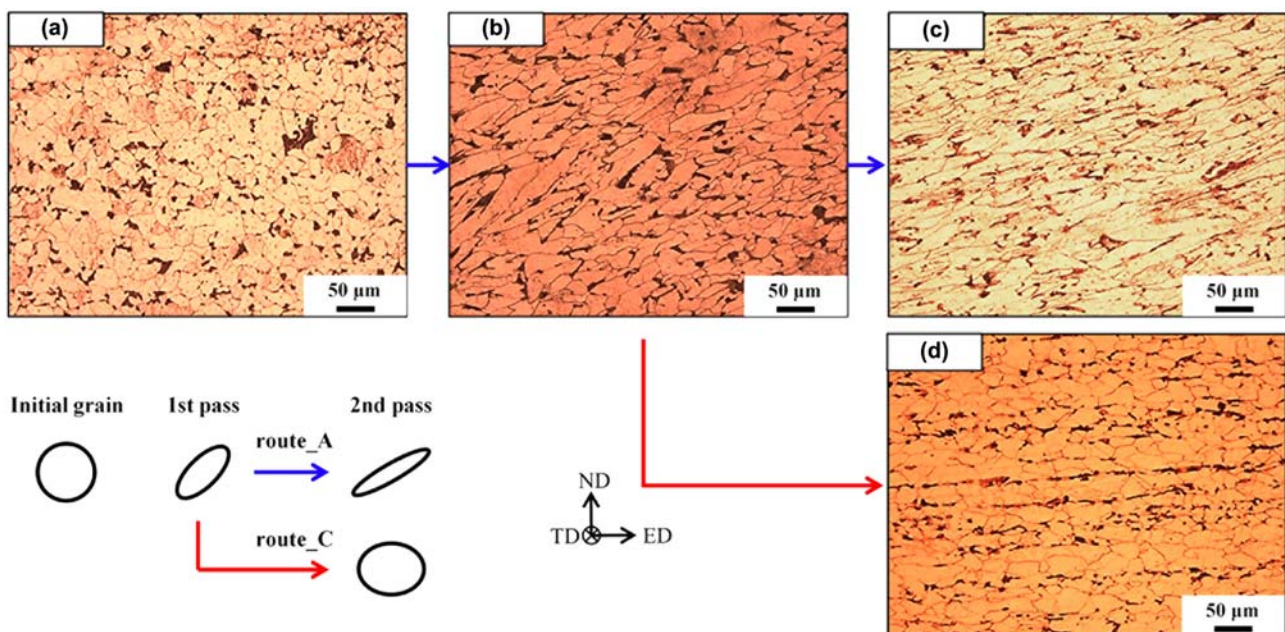 (a)
(b)
(c)
50 µm
50 µm
50 µm
(d)
Initial grain 1st pass 2nd pass
route_A
route_C
ND
TD ED
50 µm